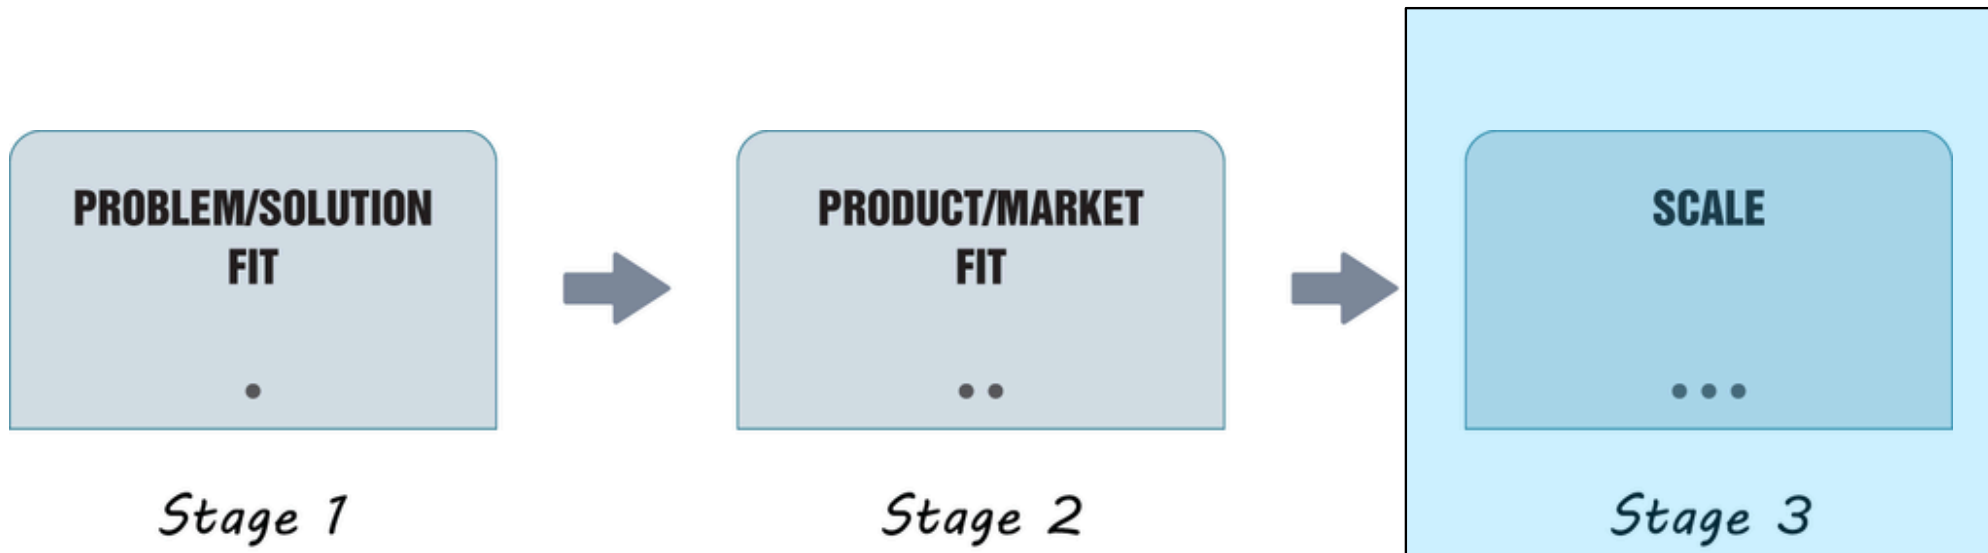 PROBLEM/SOLUTION
FIT
Stage 1
PRODUCT/MARKET
FIT
Stage 2
SCALE
Stage 3